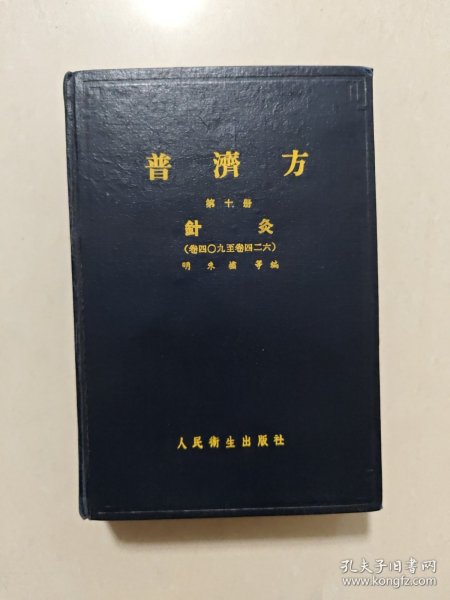 普濟方
第十册
針灸
(卷四〇九至卷四二六)
明 朱橚 等編
人民衛生出版社
孔夫子旧书网
www.kongfz.com